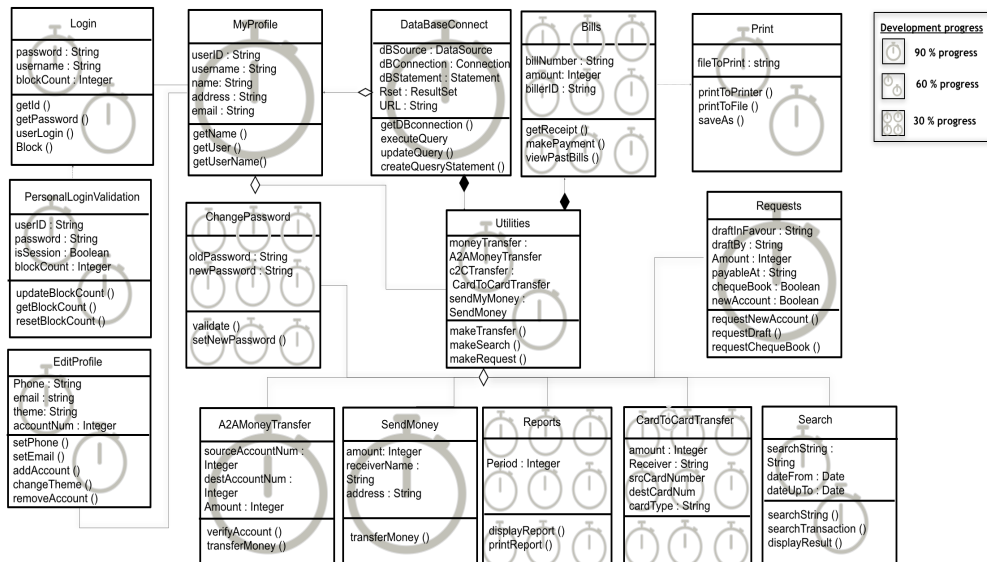 Login
password : String
username : String
blockCount : Integer
getId ()
getPassword ()
userLogin ()
Block ()
MyProfile
userID : String
username : String
name: String
address : String
email : String
getName ()
getUser ()
getUserName()
DataBaseConnect
dBSource : DataSource
dBConnection : Connection
dBStatement : Statement
Rset : ResultSet
URL : String
getDBconnection ()
executeQuery
updateQuery ()
createQuesryStatement ()
Bills
billNumber : String
amount: Integer
billerID : String
getReceipt ()
makePayment ()
viewPastBills ()
Print
fileToPrint : string
printToPrinter ()
printToFile ()
saveAs ()
Development progress
90 % progress
60 % progress
30 % progress
PersonalLoginValidation
userID : String
password : String
isSession : Boolean
blockCount : Integer
updateBlockCount ()
getBlockCount ()
resetBlockCount ()
ChangePassword
oldPassword : String
newPassword : String
validate ()
setNewPassword ()
Utilities
moneyTransfer :
A2AMoneyTransfer
c2CTransfer :
CardToCardTransfer
sendMyMoney :
SendMoney
makeTransfer ()
makeSearch ()
makeRequest ()
Requests
draftInFavour : String
draftBy : String
Amount : Integer
payableAt : String
chequeBook : Boolean
newAccount : Boolean
requestNewAccount ()
requestDraft ()
requestChequeBook ()
EditProfile
Phone : String
email : string
theme: String
accountNum : Integer
setPhone ()
setEmail ()
addAccount ()
changeTheme ()
removeAccount ()
A2AMoneyTransfer
sourceAccountNum :
Integer
destAccountNum :
Integer
Amount : Integer
verifyAccount ()
transferMoney ()
SendMoney
amount: Integer
receiverName :
String
address : String
transferMoney ()
Reports
Period : Integer
displayReport ()
printReport ()
CardToCardTransfer
amount : Integer
Receiver : String
srcCardNumber
destCardNum
cardType : String
Search
searchString :
String
dateFrom : Date
dateUpTo : Date
searchString ()
searchTransaction ()
displayResult ()